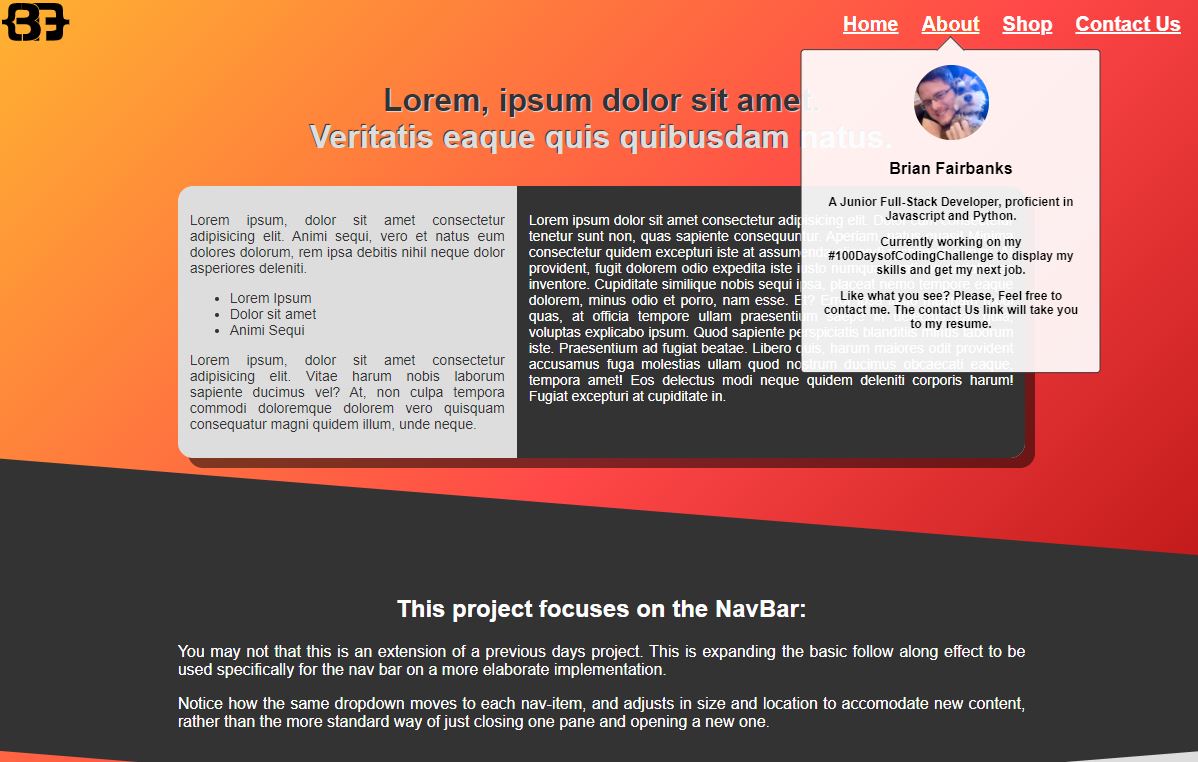 {BF}
Home About Shop Contact Us
Lorem, ipsum dolor sit amet.
Veritatis eaque quis quibusdam natus.
Brian Fairbanks
A Junior Full-Stack Developer, proficient in
Javascript and Python.
Currently working on my
#100DaysofCodingChallenge to display my
skills and get my next job.
Like what you see? Please, Feel free to
contact me. The contact Us link will take you
to my resume.
Lorem ipsum, dolor sit amet consectetur
adipisicing elit. Animi sequi, vero et natus eum
dolores dolorum, rem ipsa debitis nihil neque dolor
asperiores deleniti.
• Lorem Ipsum
• Dolor sit amet
• Animi Sequi
Lorem ipsum, dolor sit amet consectetur
adipisicing elit. Vitae harum nobis laborum
sapiente ducimus vel? At, non culpa tempora
commodi doloremque dolorem vero quisquam
consequatur magni quidem illum, unde neque.
Lorem ipsum dolor sit amet consectetur adipisicing elit.
tenetur sunt non, quas sapiente consequuntur. Aperiam
consectetur quidem excepturi iste at assumenda
provident, fugit dolorem odio expedita iste iusto
inventore. Cupiditate similique nobis sequi ipsa, placeat nemo tempore eaque
dolorem, minus odio et porro, nam esse. Et?
quas, at officia tempore ullam praesentium
voluptas explicabo ipsum. Quod sapiente perspiciatis blanditiis minus laborum
iste. Praesentium ad fugiat beatae. Libero quis, harum maiores odit provident
accusamus fuga molestias ullam quod nostrum ducimus obcaecati eaque,
tempora amet! Eos delectus modi neque quidem deleniti corporis harum!
Fugiat excepturi at cupiditate in.
This project focuses on the NavBar:
You may not that this is an extension of a previous days project. This is expanding the basic follow along effect to be
used specifically for the nav bar on a more elaborate implementation.
Notice how the same dropdown moves to each nav-item, and adjusts in size and location to accomodate new content,
rather than the more standard way of just closing one pane and opening a new one.